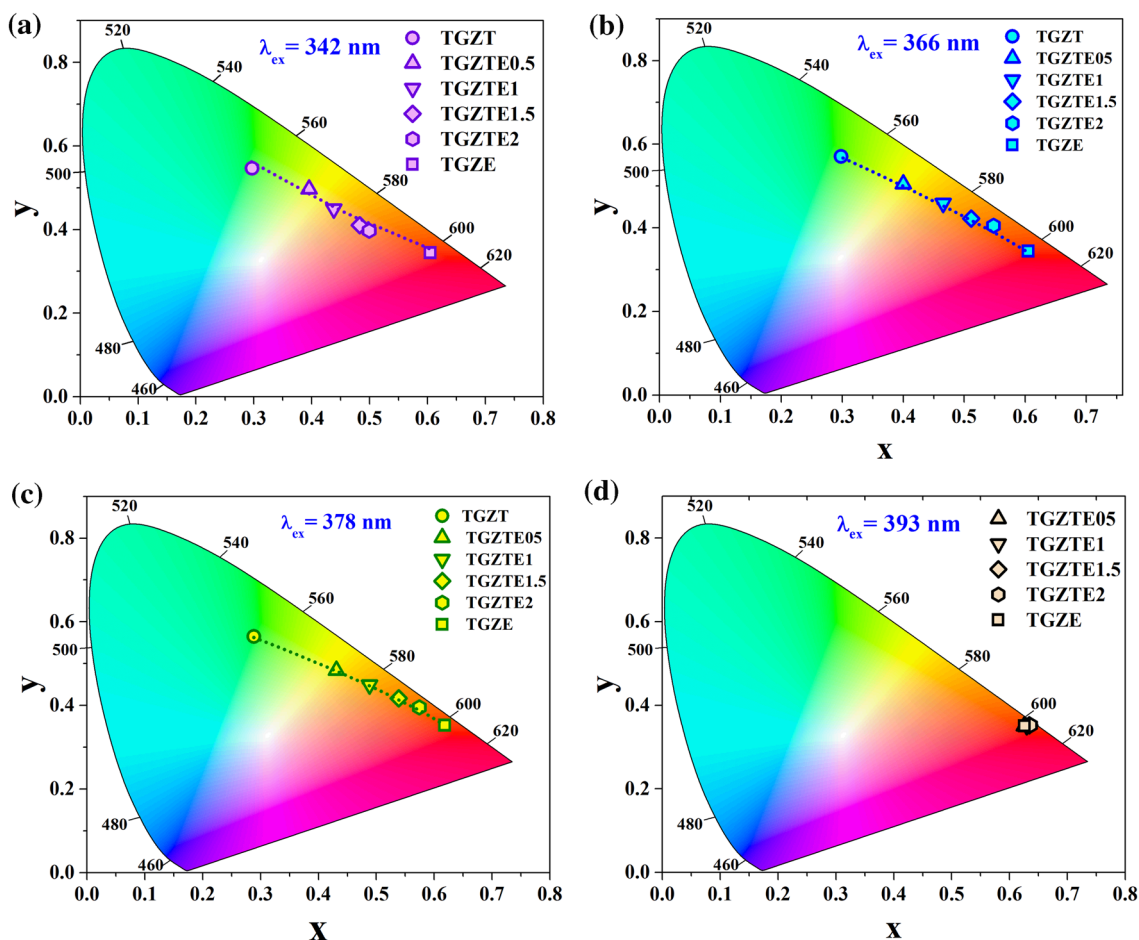 (a)
λex = 342 nm
TGZT
TGZTE0.5
TGZTE1
TGZTE1.5
TGZTE2
TGZE
520
540
560
580
600
620
500
480
460
0.8
0.6
0.4
0.2
0.0
y
0.0 0.1 0.2 0.3 0.4 0.5 0.6 0.7 0.8
(b)
λex = 366 nm
TGZT
TGZTE05
TGZTE1
TGZTE1.5
TGZTE2
TGZE
520
540
560
580
600
620
500
480
460
0.8
0.6
0.4
0.2
0.0
y
0.0 0.1 0.2 0.3 0.4 0.5 0.6 0.7
x
(c)
λex = 378 nm
TGZT
TGZTE05
TGZTE1
TGZTE1.5
TGZTE2
TGZE
520
540
560
580
600
620
500
480
460
0.8
0.6
0.4
0.2
0.0
y
0.0 0.1 0.2 0.3 0.4 0.5 0.6 0.7 0.8
x
(d)
λex = 393 nm
TGZTE05
TGZTE1
TGZTE1.5
TGZTE2
TGZE
520
540
560
580
600
620
500
480
460
0.8
0.6
0.4
0.2
0.0
y
0.0 0.1 0.2 0.3 0.4 0.5 0.6 0.7 0.8
x